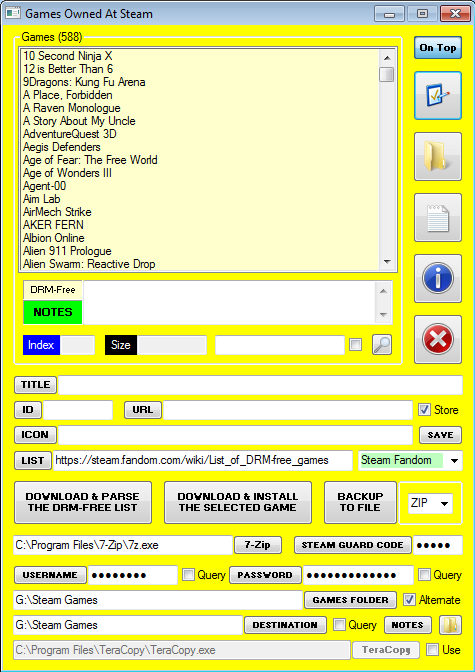 Games Owned At Steam
Games (588)
On Top
10 Second Ninja X
12 is Better Than 6
9Dragons: Kung Fu Arena
A Place, Forbidden
A Raven Monologue
A Story About My Uncle
AdventureQuest 3D
Aegis Defenders
Age of Fear: The Free World
Age of Wonders III
Agent-00
Aim Lab
AirMech Strike
AKER FERN
Albion Online
Alien 911 Prologue
Alien Swarm: Reactive Drop
DRM-Free
NOTES
Index Size
TITLE
ID URL Store
ICON SAVE
LIST https://steam.fandom.com/wiki/List_of_DRM-free_games Steam Fandom
DOWNLOAD & PARSE
THE DRM-FREE LIST
DOWNLOAD & INSTALL
THE SELECTED GAME
BACKUP
TO FILE
ZIP
C:\Program Files\7-Zip\7z.exe 7-Zip STEAM GUARD CODE ●●●●●
USERNAME ●●●●●●●● Query PASSWORD ●●●●●●●●●●●●● Query
G:\Steam Games GAMES FOLDER Alternate
G:\Steam Games DESTINATION Query NOTES
C:\Program Files\TeraCopy\TeraCopy.exe TeraCopy Use